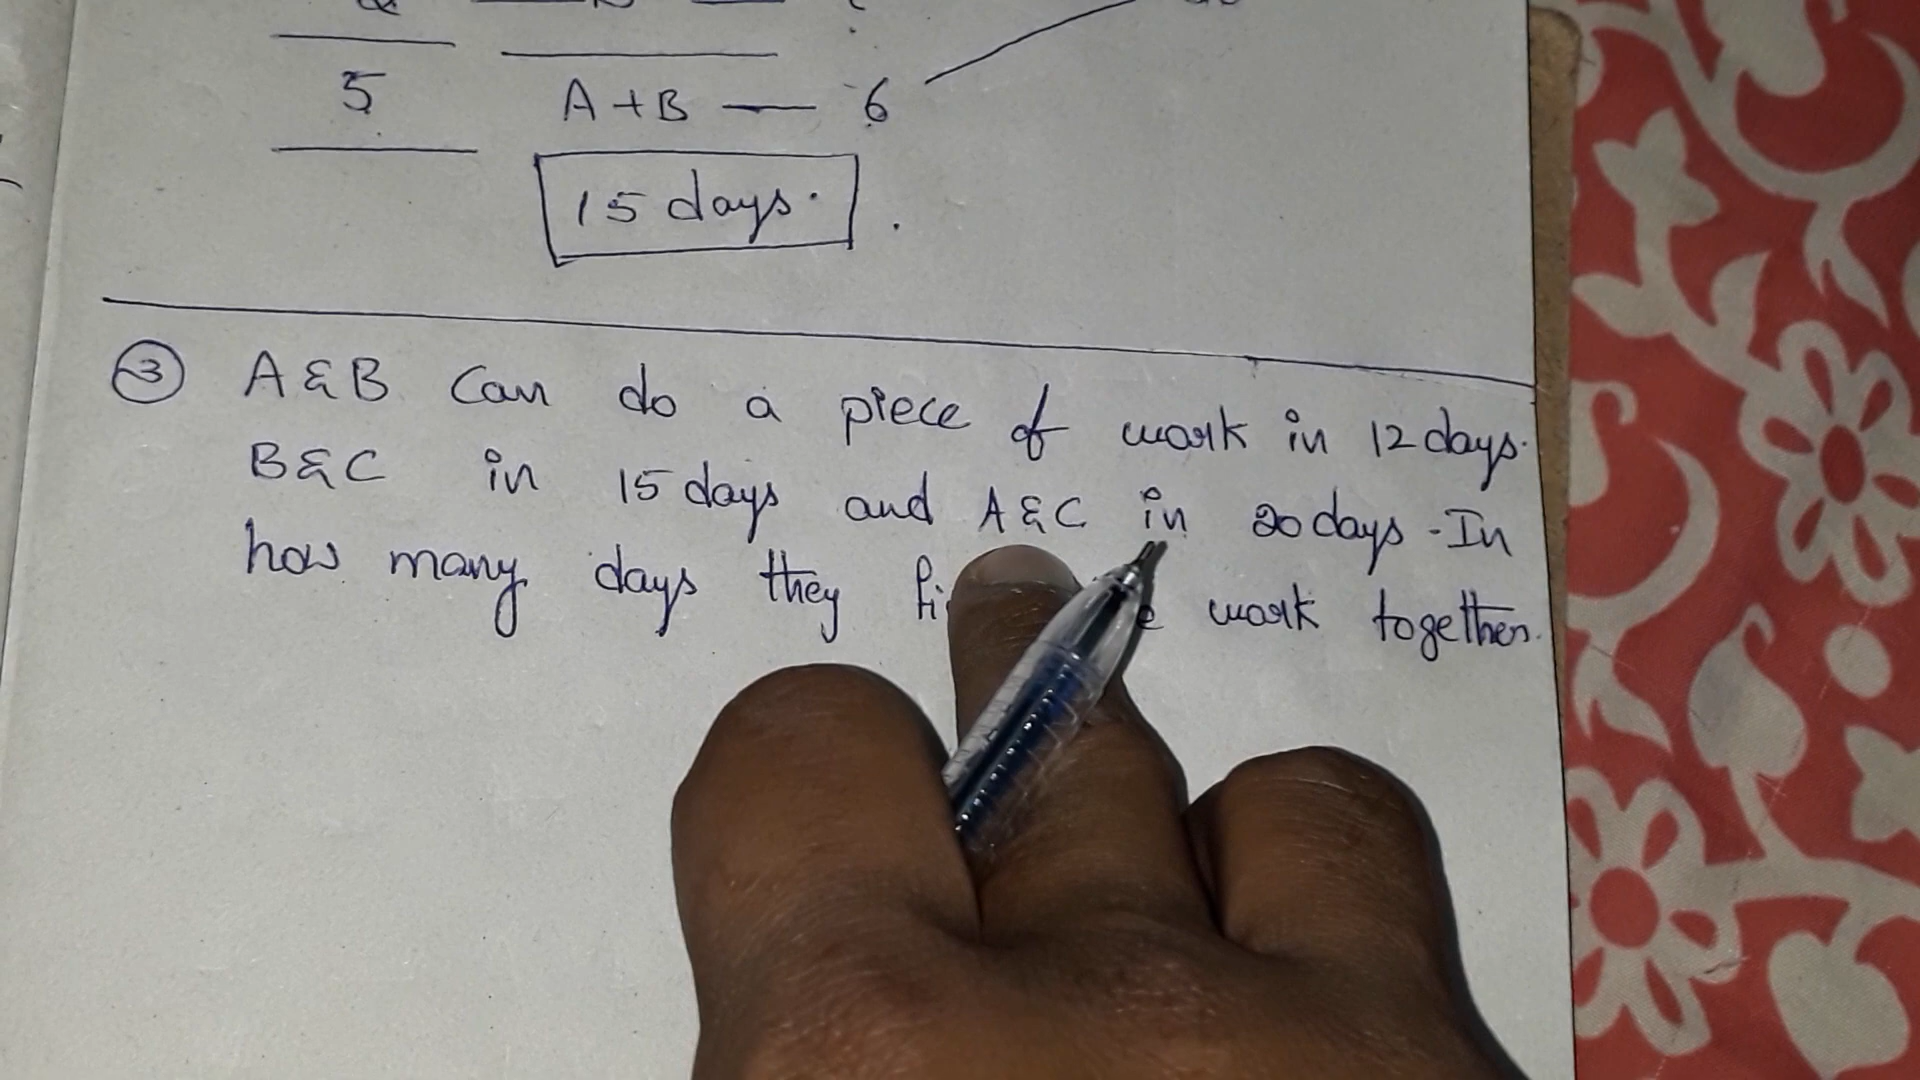 5 A+B — 6
15 days.
③ A & B Can do a piece of work in 12 days.
B & C in 15 days and A & C in 20 days. In
how many days they work together.